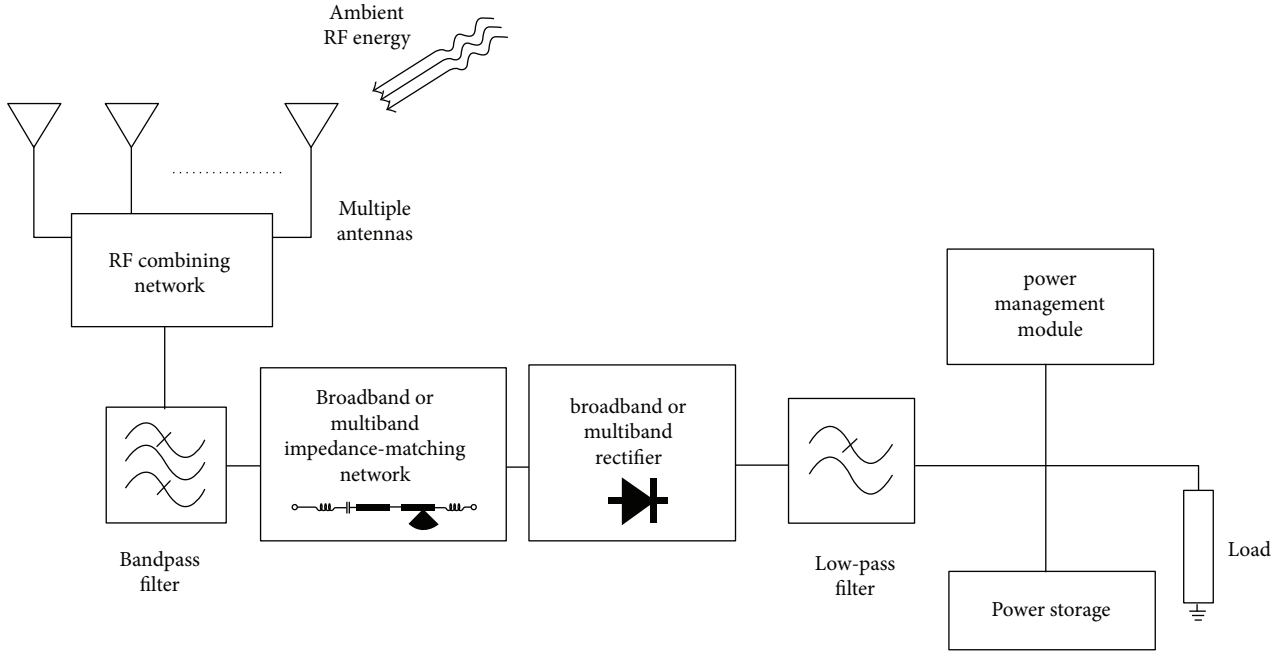 Ambient
RF energy
Multiple
antennas
RF combining
network
power
management
module
Broadband or
multiband
impedance-matching
network
broadband or
multiband
rectifier
Bandpass
filter
Low-pass
filter
Load
Power storage